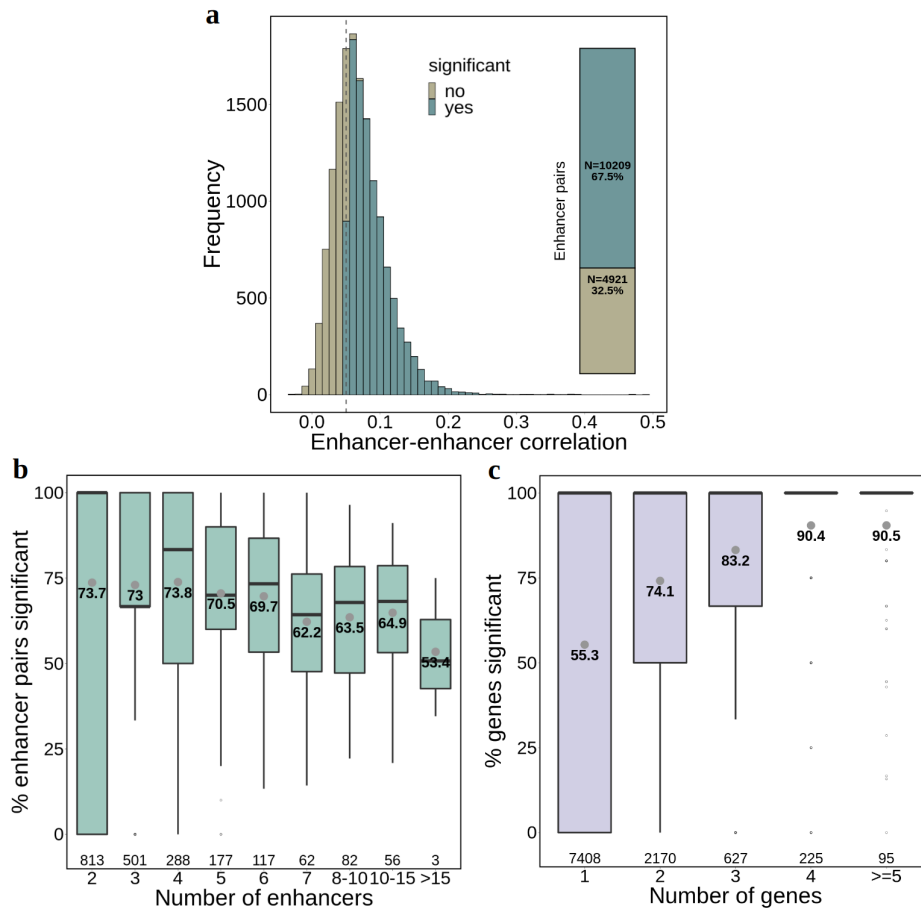 a
Frequency
1500
1000
500
0
significant
no
yes
Enhancer pairs
N=10209
67.5%
N=4921
32.5%
0.0 0.1 0.2 0.3 0.4 0.5
Enhancer-enhancer correlation
b
% enhancer pairs significant
100
75
50
25
0
73.7 73 73.8 70.5 69.7 62.2 63.5 64.9 53.4
813 501 288 177 117 62 82 56 3
2 3 4 5 6 7 8-10 10-15 >15
Number of enhancers
c
% genes significant
100
75
50
25
0
55.3 74.1 83.2 90.4 90.5
7408 2170 627 225 95
1 2 3 4 >=5
Number of genes